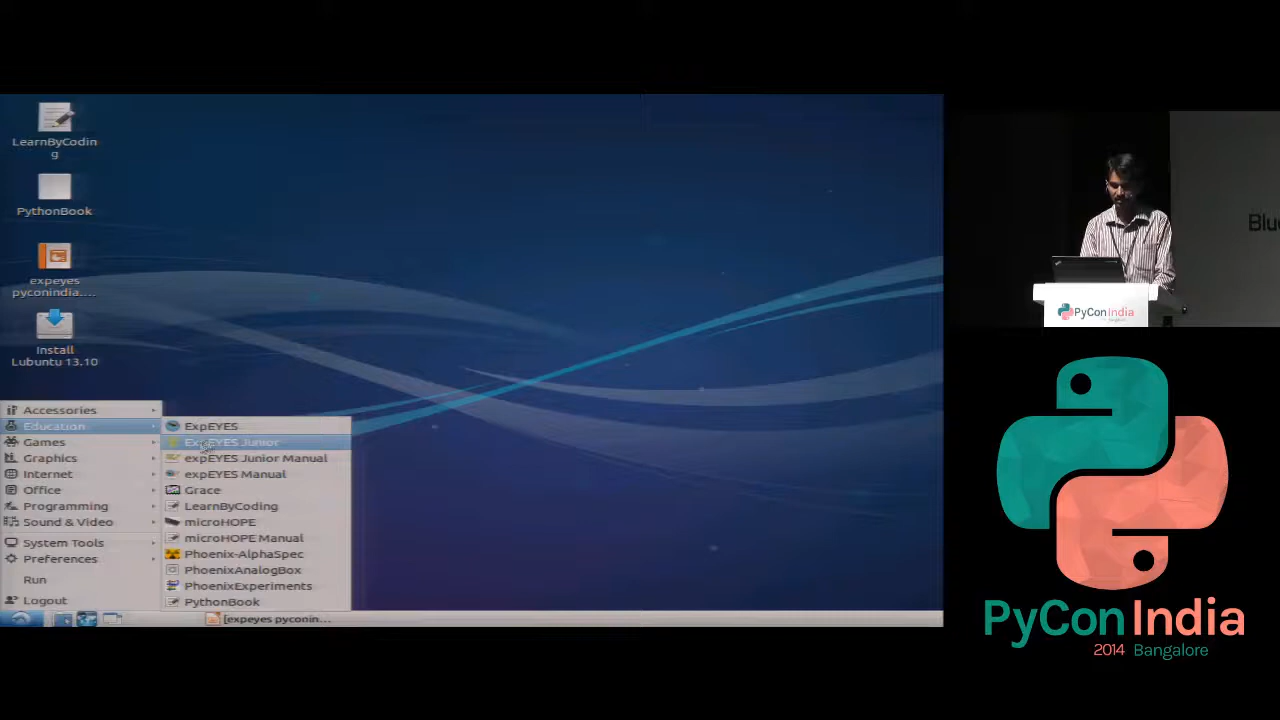 LearnByCodin
g
PythonBook
expeyes
pyconindia....
Install
Lubuntu 13.10
Accessories
Education
Games
Graphics
Internet
Office
Programming
Sound & Video
System Tools
Preferences
Run
Logout
ExpEYES
ExpEYES Junior
expEYES Junior Manual
expEYES Manual
Grace
LearnByCoding
microHOPE
microHOPE Manual
Phoenix-AlphaSpec
PhoenixAnalogBox
PhoenixExperiments
PythonBook
[expeyes pyconin...
Blu
PyCon India
PyCon India
2014 Bangalore